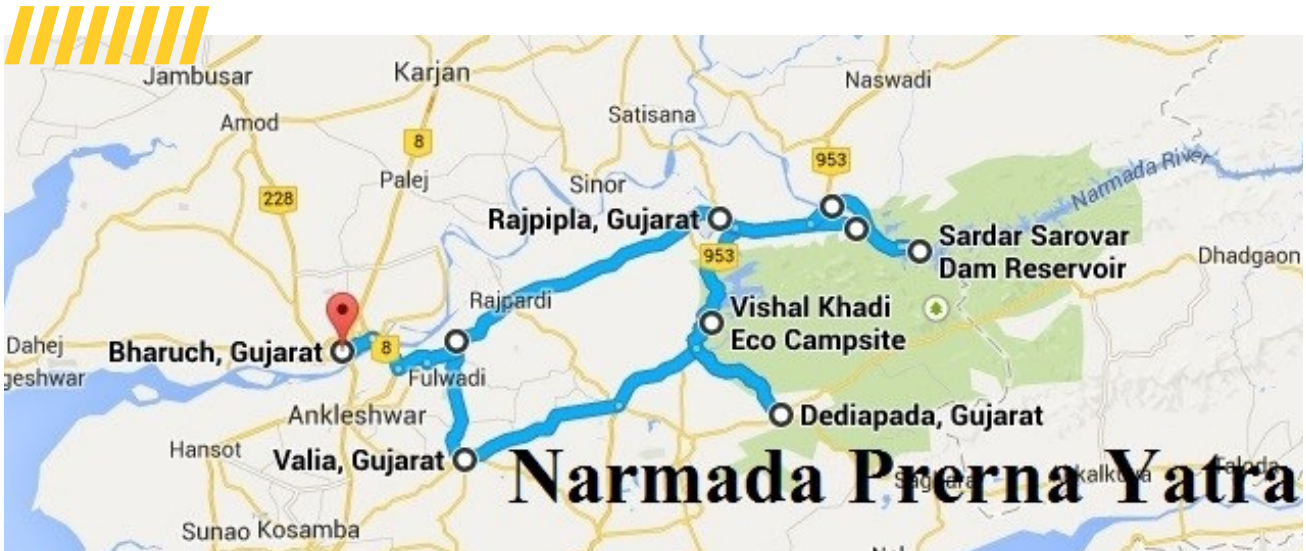 Jambusar
Karjan
Naswadi
Amod
Satisana
8
953
Palej
Sinor
228
Narmada River
Rajpipla, Gujarat
Sardar Sarovar
Dam Reservoir
953
Dhadgaon
Rajpardi
Vishal Khadi
Eco Campsite
Dahej
geshwar
Bharuch, Gujarat
8
Fulwadi
Ankleshwar
Dediapada, Gujarat
Hansot
Valia, Gujarat
Narmada Prerna Yatra
Taloda
Sunao
Kosamba